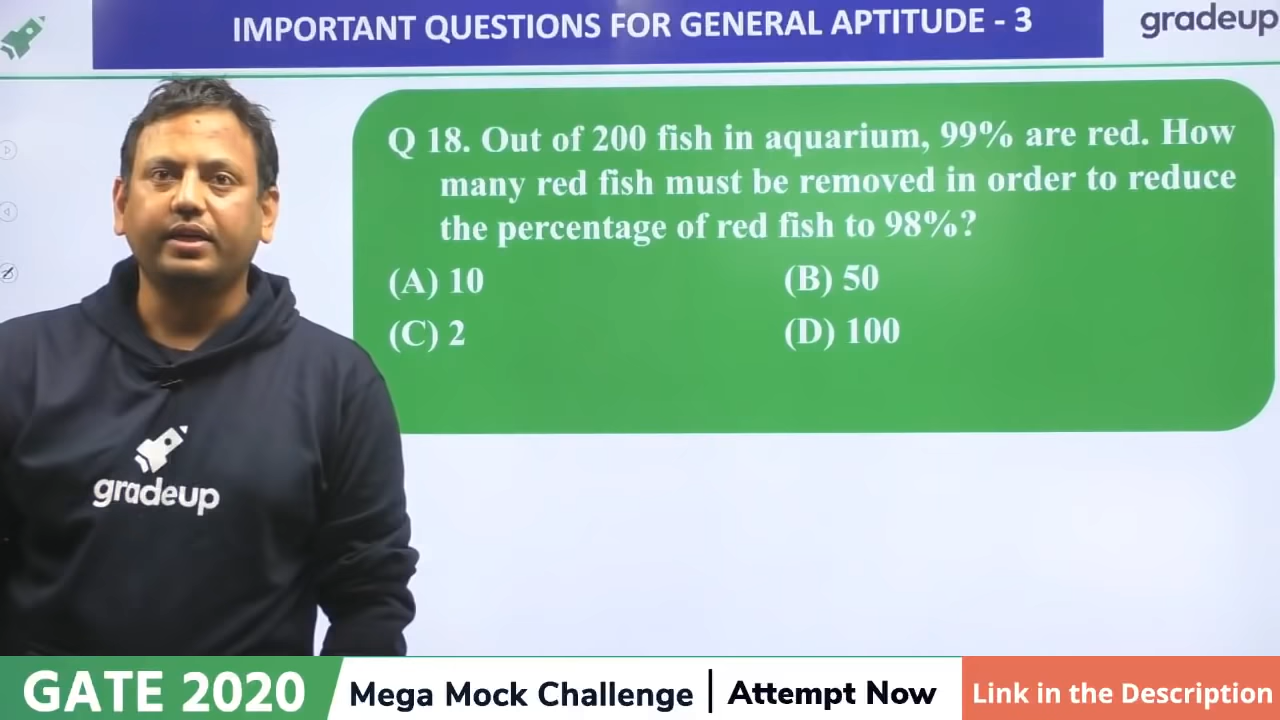 IMPORTANT QUESTIONS FOR GENERAL APTITUDE - 3
gradeup
Q 18. Out of 200 fish in aquarium, 99% are red. How
many red fish must be removed in order to reduce
the percentage of red fish to 98%?
(A) 10 (B) 50
(C) 2 (D) 100
gradeup
GATE 2020 Mega Mock Challenge | Attempt Now Link in the Description